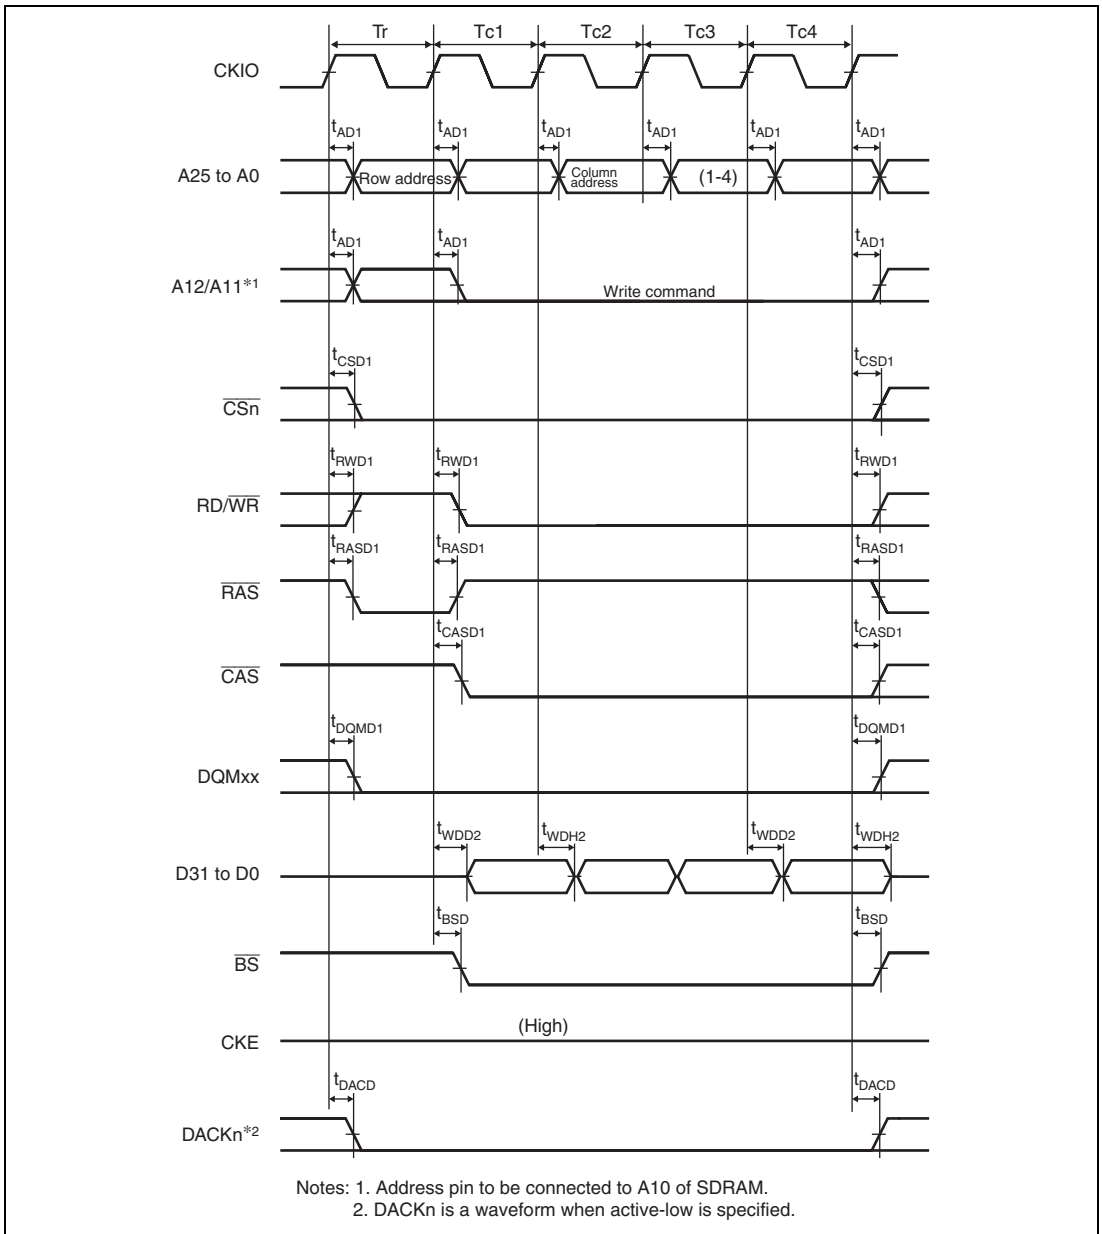 Tr Tc1 Tc2 Tc3 Tc4
CKIO
tAD1 tAD1 tAD1 tAD1 tAD1 tAD1
A25 to A0 Row address Column address (1-4)
tAD1 tAD1 tAD1
A12/A11*1 Write command
tCSD1 tCSD1
CSn
tRWD1 tRWD1 tRWD1
RD/WR
tRASD1 tRASD1 tRASD1
RAS
tCASD1 tCASD1
CAS
tDQMD1 tDQMD1
DQMxx
tWDD2 tWDH2 tWDD2 tWDH2
D31 to D0
tBSD tBSD
BS
(High)
CKE
tDACD tDACD
DACKn*2
Notes: 1. Address pin to be connected to A10 of SDRAM.
2. DACKn is a waveform when active-low is specified.